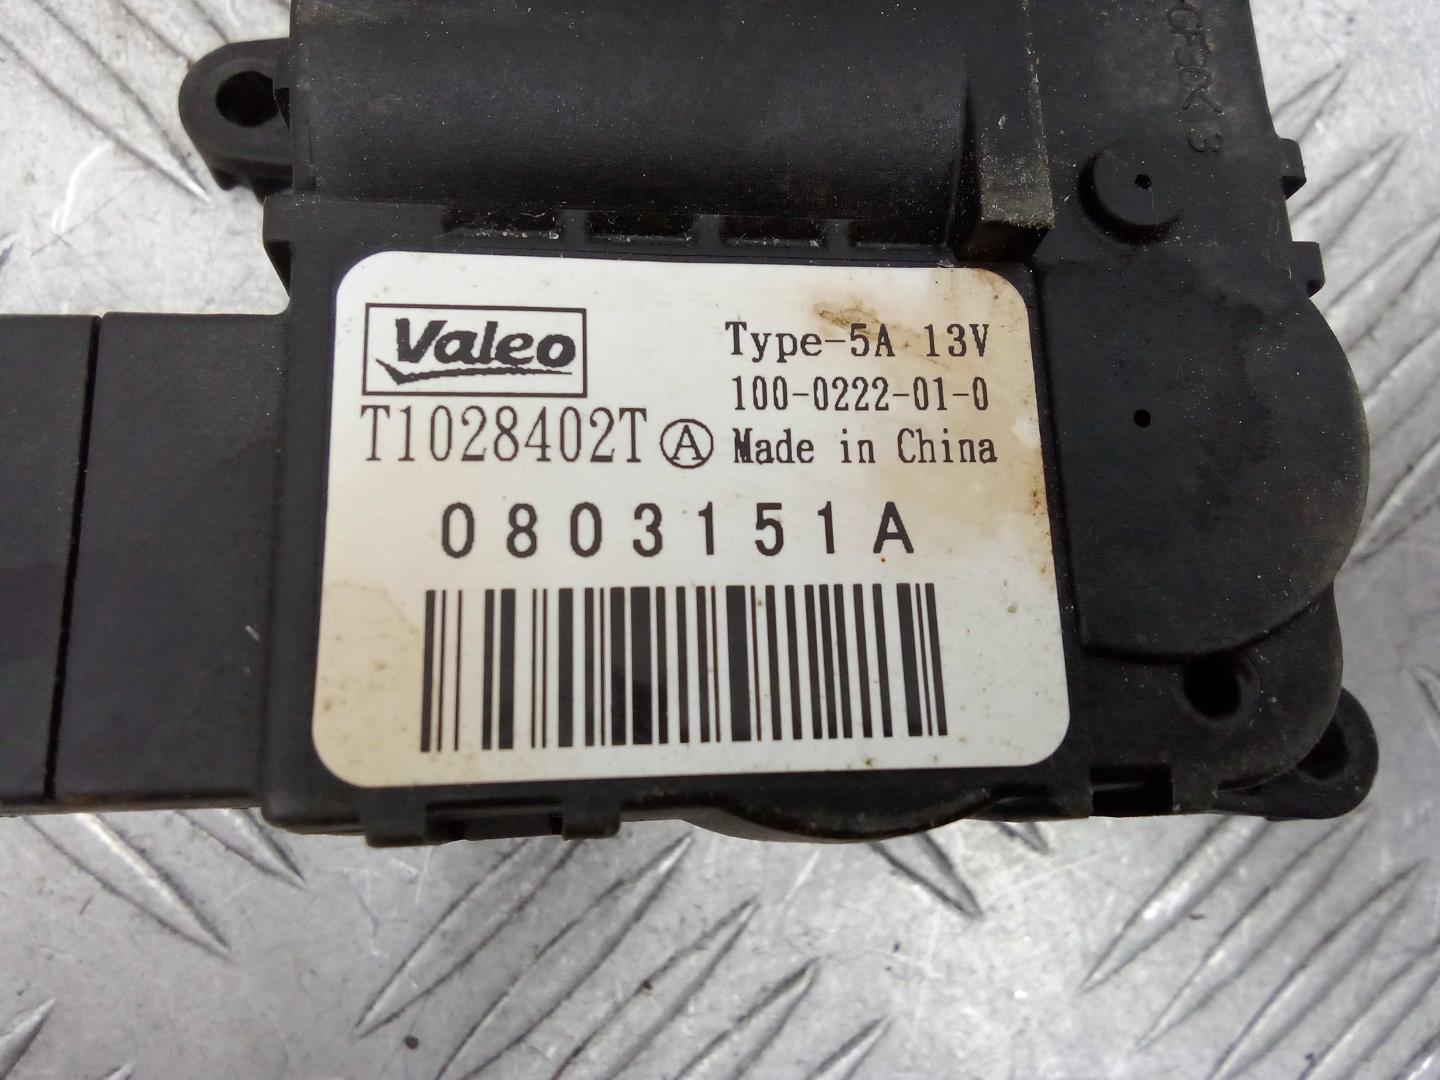 Valeo
Type-5A 13V
100-0222-01-0
T1028402T Ⓐ Made in China
0803151A